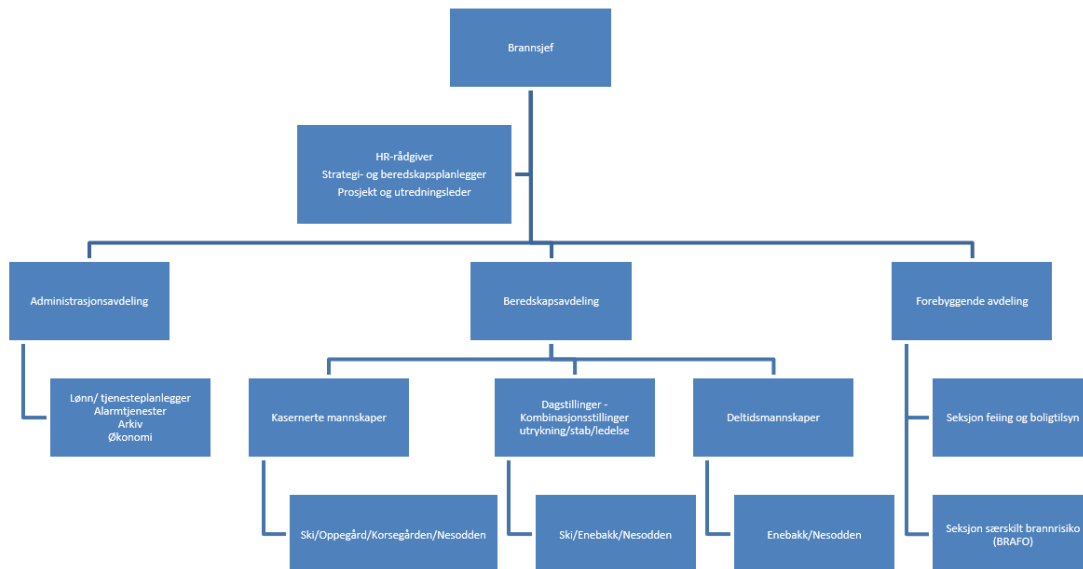 Brannsjef
HR-rådgiver
Strategi- og beredskapsplanlegger
Prosjekt og utredningsleder
Administrasjonsavdeling
Beredskapsavdeling
Forebyggende avdeling
Lønn/ tjenesteplanlegger
Alarmtjenester
Arkiv
Økonomi
Kasernerte mannskaper
Dagstillinger -
Kombinasjonsstillinger
utrykning/stab/ledelse
Deltidsmannskaper
Seksjon feiing og boligtilsyn
Ski/Oppegård/Korsegården/Nesodden
Ski/Enebakk/Nesodden
Enebakk/Nesodden
Seksjon særskilt brannrisiko
(BRAFO)